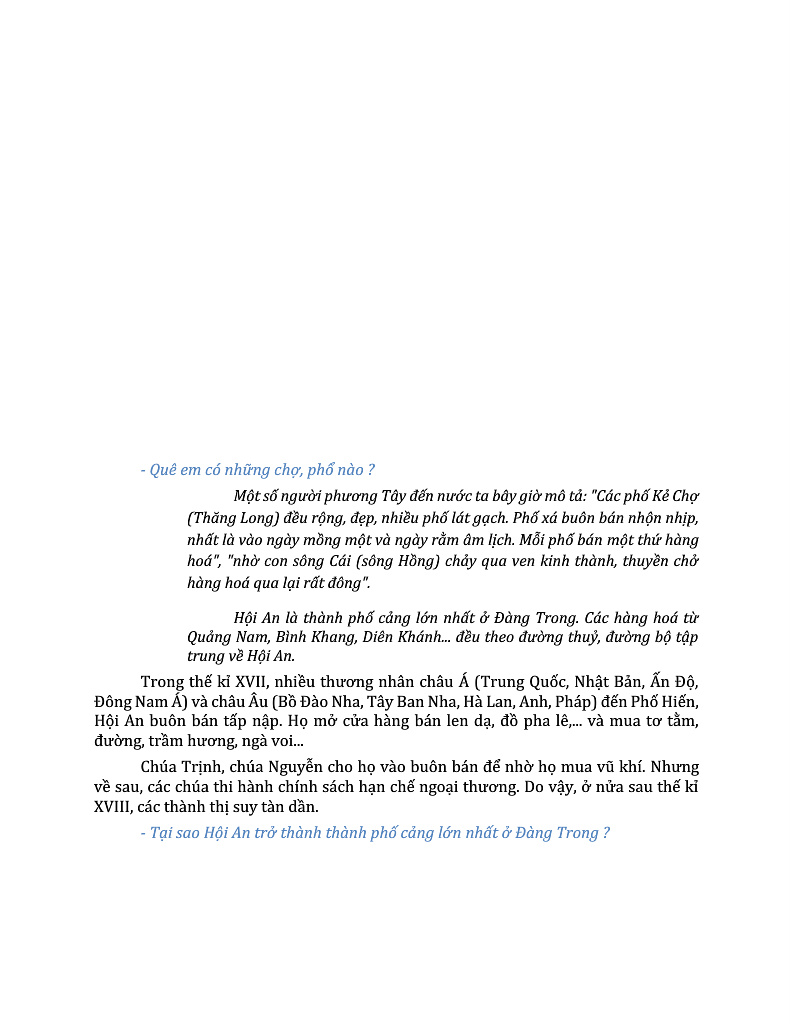 - Quê em có những chợ, phổ nào ?
Một số người phương Tây đến nước ta bây giờ mô tả: "Các phố Kẻ Chợ
(Thăng Long) đều rộng, đẹp, nhiều phố lát gạch. Phố xá buôn bán nhộn nhịp,
nhất là vào ngày mồng một và ngày rằm âm lịch. Mỗi phố bán một thứ hàng
hoá", "nhờ con sông Cái (sông Hồng) chảy qua ven kinh thành, thuyền chở
hàng hoá qua lại rất đông".
Hội An là thành phố cảng lớn nhất ở Đàng Trong. Các hàng hoá từ
Quảng Nam, Bình Khang, Diên Khánh... đều theo đường thuỷ, đường bộ tập
trung về Hội An.
Trong thế kỉ XVII, nhiều thương nhân châu Á (Trung Quốc, Nhật Bản, Ấn Độ,
Đông Nam Á) và châu Âu (Bồ Đào Nha, Tây Ban Nha, Hà Lan, Anh, Pháp) đến Phố Hiến,
Hội An buôn bán tấp nập. Họ mở cửa hàng bán len dạ, đồ pha lê,... và mua tơ tằm,
đường, trầm hương, ngà voi...
Chúa Trịnh, chúa Nguyễn cho họ vào buôn bán để nhờ họ mua vũ khí. Nhưng
về sau, các chúa thi hành chính sách hạn chế ngoại thương. Do vậy, ở nửa sau thế kỉ
XVIII, các thành thị suy tàn dần.
- Tại sao Hội An trở thành thành phố cảng lớn nhất ở Đàng Trong ?